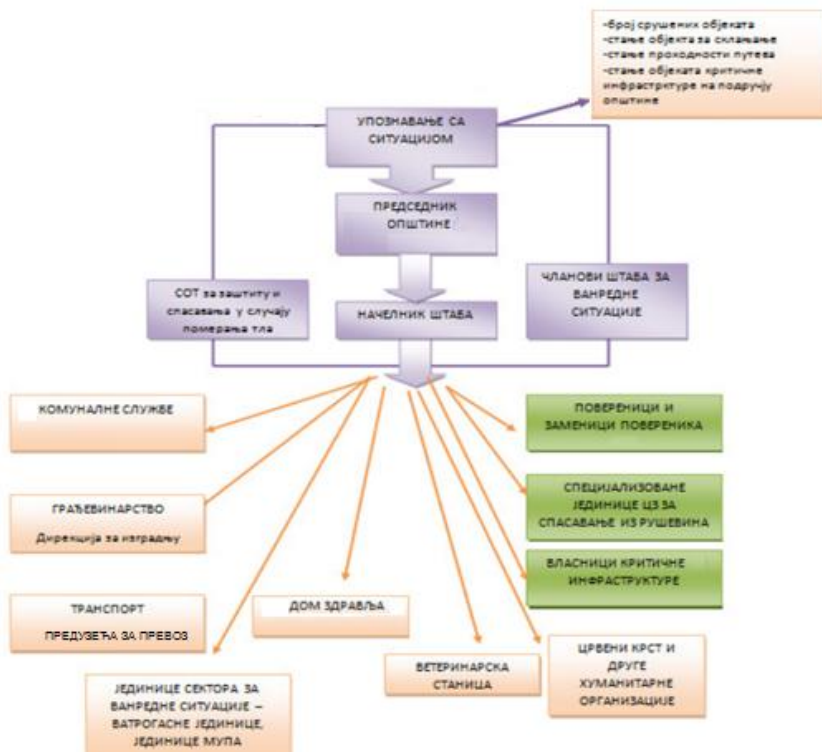 -број срушених објеката
-стање објекта за склањање
-стање проходности путева
-стање објеката критичне
инфрастрктуре на подручју
општине
УПОЗНАВАЊЕ СА
СИТУАЦИЈОМ
ПРЕДСЕДНИК
ОПШТИНЕ
СОТ за заштиту и
спасавања у случају
померања тла
НАЧЕЛНИК ШТАБА
ЧЛАНОВИ ШТАБА ЗА
ВАНРЕДНЕ
СИТУАЦИЈЕ
КОМУНАЛНЕ СЛУЖБЕ
ПОВЕРЕНИЦИ И
ЗАМЕНИЦИ ПОВЕРЕНИКА
ГРАЂЕВИНАРСТВО
Дирекција за изградњу
СПЕЦИЈАЛИЗОВАНЕ
ЈЕДИНИЦЕ ЦЗ ЗА
СПАСАВАЊЕ ИЗ РУШЕВИНА
ВЛАСНИЦИ КРИТИЧНЕ
ИНФРАСТРУКТУРЕ
ТРАНСПОРТ
ПРЕДУЗЕЋА ЗА ПРЕВОЗ
ДОМ ЗДРАВЉА
ЈЕДИНИЦЕ СЕКТОРА ЗА
ВАНРЕДНЕ СИТУАЦИЈЕ –
ВАТРОГАСНЕ ЈЕДИНИЦЕ,
ЈЕДИНИЦЕ МУПА
ВЕТЕРИНАРСКА
СТАНИЦА
ЦРВЕНИ КРСТ И
ДРУГЕ
ХУМАНИТАРНЕ
ОРГАНИЗАЦИЈЕ